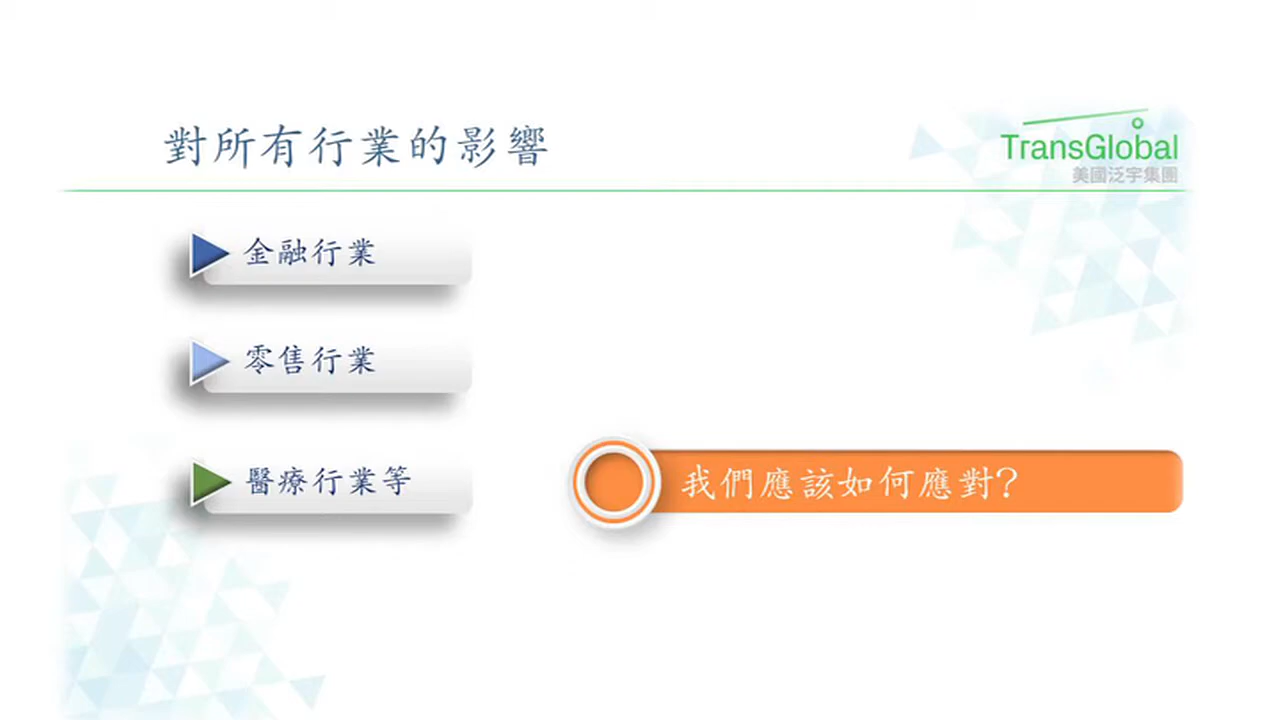 對所有行業的影響
TransGlobal
美國泛宇集團
金融行業
零售行業
醫療行業等
我們應該如何應對?